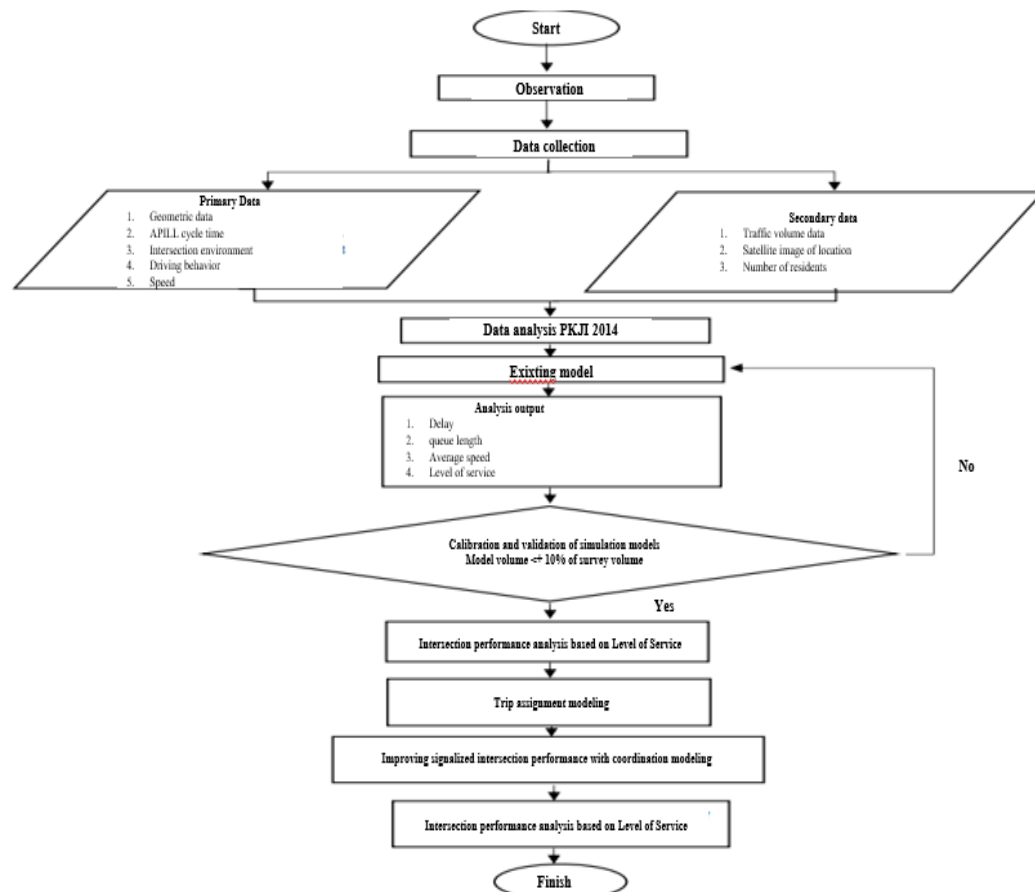 Start
Observation
Data collection
Primary Data
1. Geometric data
2. APILL cycle time
3. Intersection environment
4. Driving behavior
5. Speed
Secondary data
1. Traffic volume data
2. Satellite image of location
3. Number of residents
Data analysis PKJI 2014
Exixting model
Analysis output
1. Delay
2. queue length
3. Average speed
4. Level of service
No
Calibration and validation of simulation models
Model volume <+ 10% of survey volume
Yes
Intersection performance analysis based on Level of Service
Trip assignment modeling
Improving signalized intersection performance with coordination modeling
Intersection performance analysis based on Level of Service
Finish